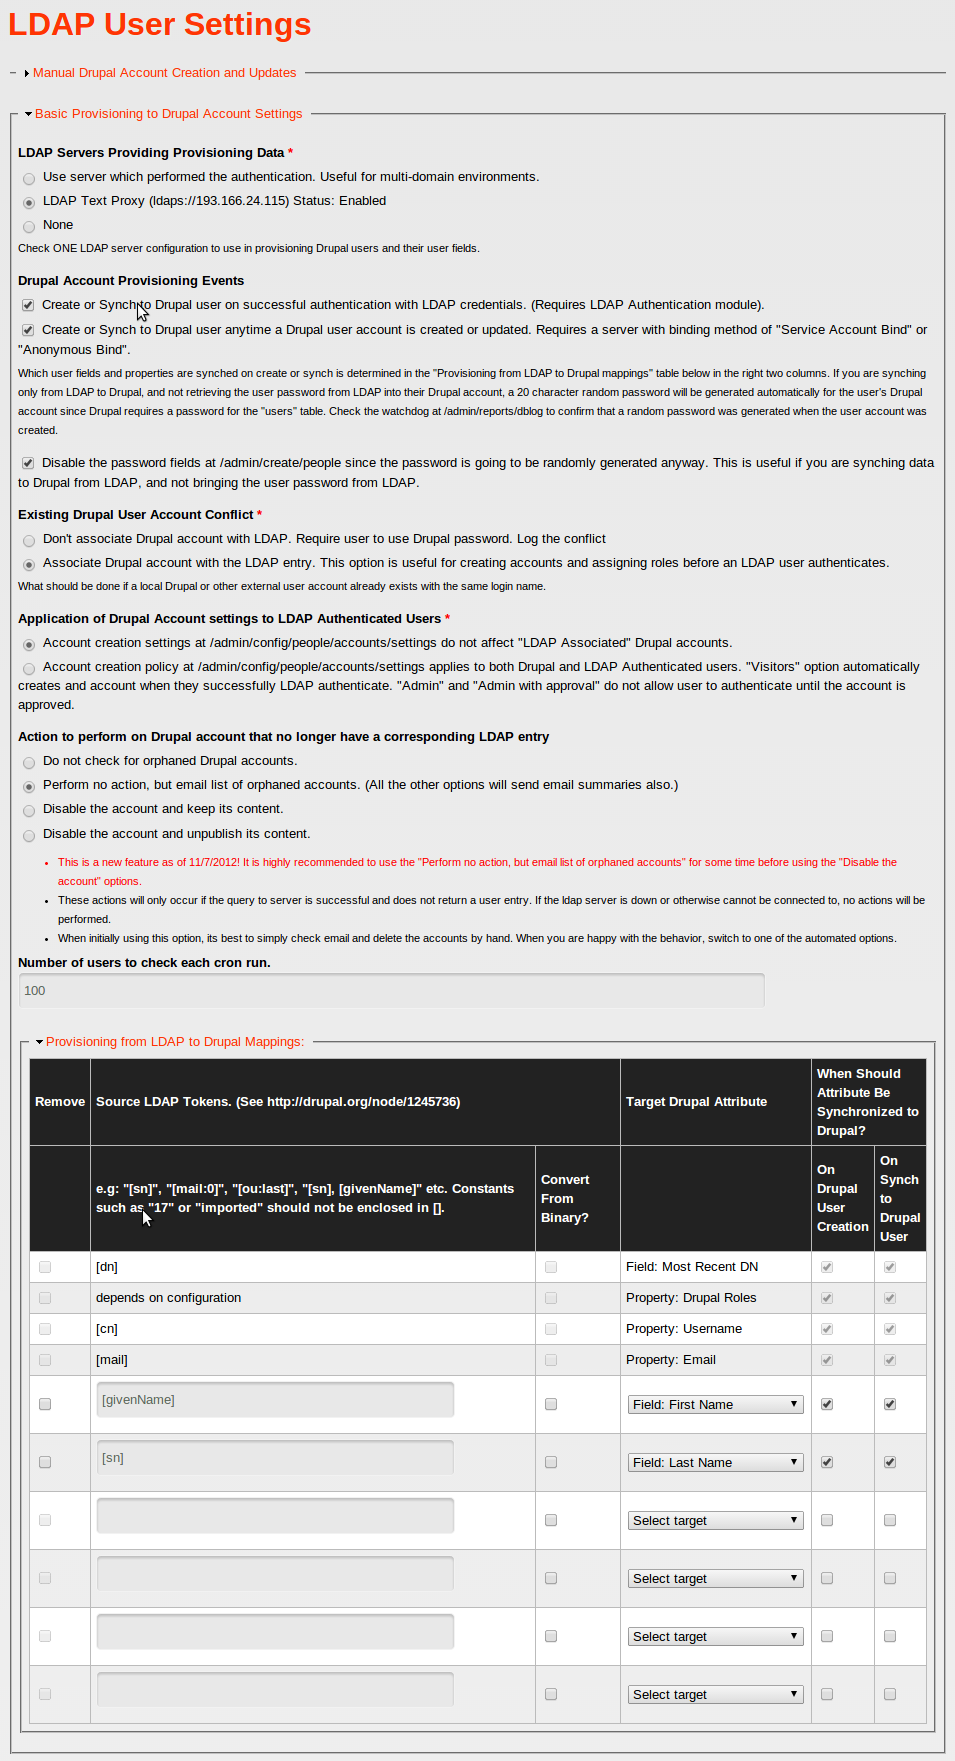 LDAP User Settings
Manual Drupal Account Creation and Updates
Basic Provisioning to Drupal Account Settings
LDAP Servers Providing Provisioning Data *
Use server which performed the authentication. Useful for multi-domain environments.
LDAP Text Proxy (ldaps://193.166.24.115) Status: Enabled
None
Check ONE LDAP server configuration to use in provisioning Drupal users and their user fields.
Drupal Account Provisioning Events
Create or Synch to Drupal user on successful authentication with LDAP credentials. (Requires LDAP Authentication module).
Create or Synch to Drupal user anytime a Drupal user account is created or updated. Requires a server with binding method of "Service Account Bind" or
"Anonymous Bind".
Which user fields and properties are synched on create or synch is determined in the "Provisioning from LDAP to Drupal mappings" table below in the right two columns. If you are synching
only from LDAP to Drupal, and not retrieving the user password from LDAP into their Drupal account, a 20 character random password will be generated automatically for the user's Drupal
account since Drupal requires a password for the "users" table. Check the watchdog at /admin/reports/dblog to confirm that a random password was generated when the user account was
created.
Disable the password fields at /admin/create/people since the password is going to be randomly generated anyway. This is useful if you are synching data
to Drupal from LDAP, and not bringing the user password from LDAP.
Existing Drupal User Account Conflict *
Don't associate Drupal account with LDAP. Require user to use Drupal password. Log the conflict
Associate Drupal account with the LDAP entry. This option is useful for creating accounts and assigning roles before an LDAP user authenticates.
What should be done if a local Drupal or other external user account already exists with the same login name.
Application of Drupal Account settings to LDAP Authenticated Users *
Account creation settings at /admin/config/people/accounts/settings do not affect "LDAP Associated" Drupal accounts.
Account creation policy at /admin/config/people/accounts/settings applies to both Drupal and LDAP Authenticated users. "Visitors" option automatically
creates and account when they successfully LDAP authenticate. "Admin" and "Admin with approval" do not allow user to authenticate until the account is
approved.
Action to perform on Drupal account that no longer have a corresponding LDAP entry
Do not check for orphaned Drupal accounts.
Perform no action, but email list of orphaned accounts. (All the other options will send email summaries also.)
Disable the account and keep its content.
Disable the account and unpublish its content.
• This is a new feature as of 11/7/2012! It is highly recommended to use the "Perform no action, but email list of orphaned accounts" for some time before using the "Disable the
account" options.
• These actions will only occur if the query to server is successful and does not return a user entry. If the ldap server is down or otherwise cannot be connected to, no actions will be
performed.
• When initially using this option, its best to simply check email and delete the accounts by hand. When you are happy with the behavior, switch to one of the automated options.
Number of users to check each cron run.
100
Provisioning from LDAP to Drupal Mappings:
Remove
Source LDAP Tokens. (See http://drupal.org/node/1245736)
Target Drupal Attribute
When Should
Attribute Be
Synchronized to
Drupal?
e.g: "[sn]", "[mail:0]", "[ou:last]", "[sn], [givenName]" etc. Constants
such as "17" or "imported" should not be enclosed in [].
Convert
From
Binary?
On
Drupal
User
Creation
On
Synch
to
Drupal
User
[dn] Field: Most Recent DN
depends on configuration Property: Drupal Roles
[cn] Property: Username
[mail] Property: Email
[givenName] Field: First Name
[sn] Field: Last Name
Select target
Select target
Select target
Select target